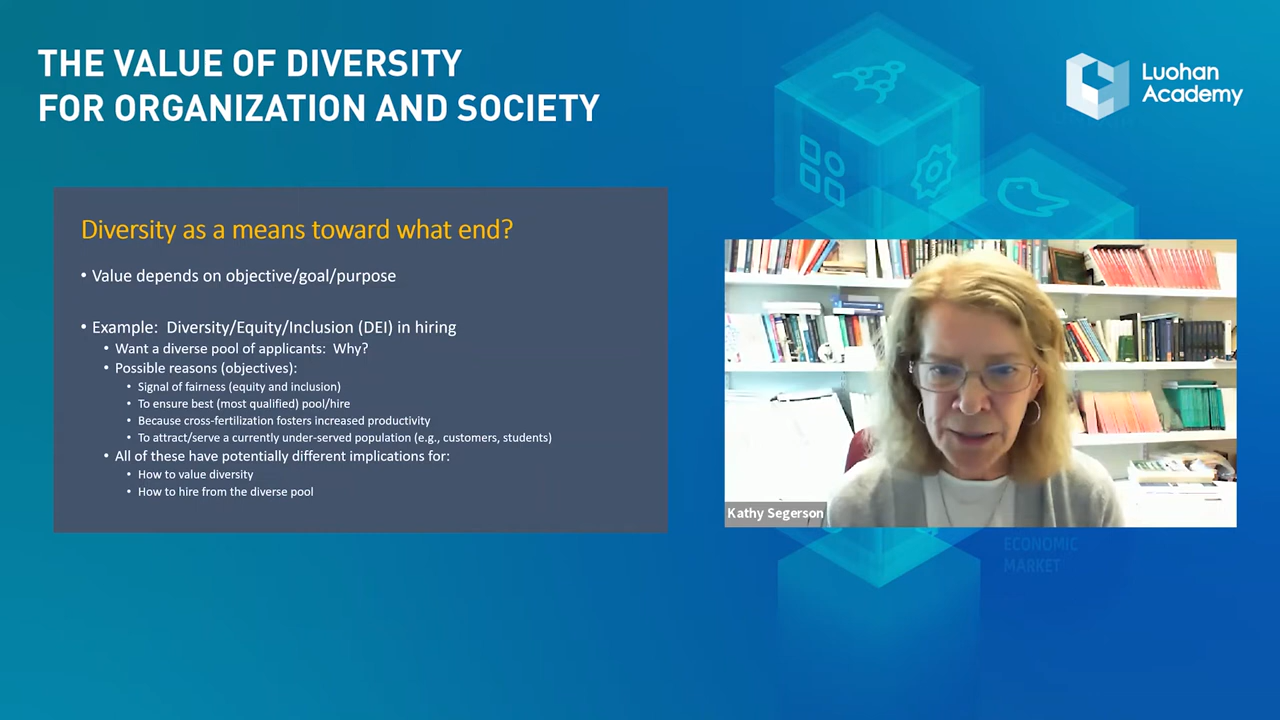 THE VALUE OF DIVERSITY
FOR ORGANIZATION AND SOCIETY
Luohan
Academy
Diversity as a means toward what end?
• Value depends on objective/goal/purpose
• Example: Diversity/Equity/Inclusion (DEI) in hiring
• Want a diverse pool of applicants: Why?
• Possible reasons (objectives):
• Signal of fairness (equity and inclusion)
• To ensure best (most qualified) pool/hire
• Because cross-fertilization fosters increased productivity
• To attract/serve a currently under-served population (e.g., customers, students)
• All of these have potentially different implications for:
• How to value diversity
• How to hire from the diverse pool
Kathy Segerson
ECONOMIC
MARKET